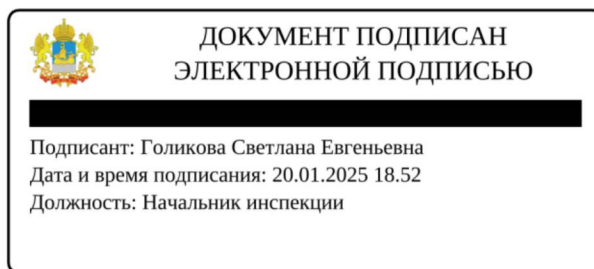 ДОКУМЕНТ ПОДПИСАН
ЭЛЕКТРОННОЙ ПОДПИСЬЮ
Подписант: Голикова Светлана Евгеньевна
Дата и время подписания: 20.01.2025 18.52
Должность: Начальник инспекции